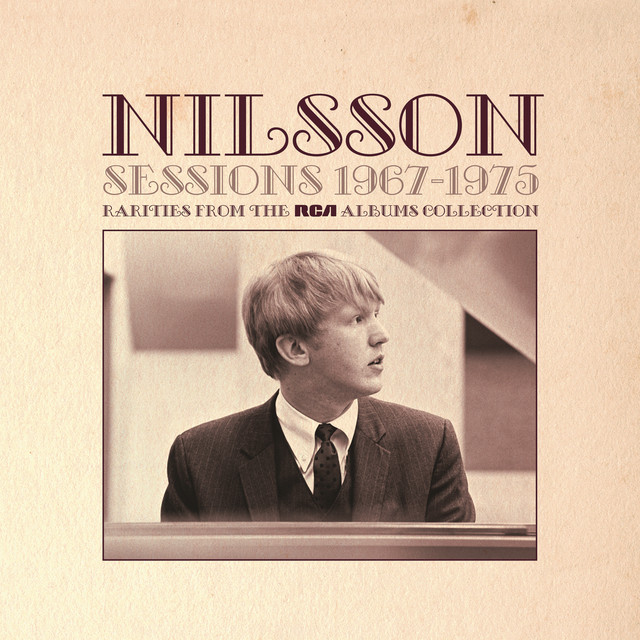 NILSSON
SESSIONS 1967-1975
RARITIES FROM THE RCA ALBUMS COLLECTION